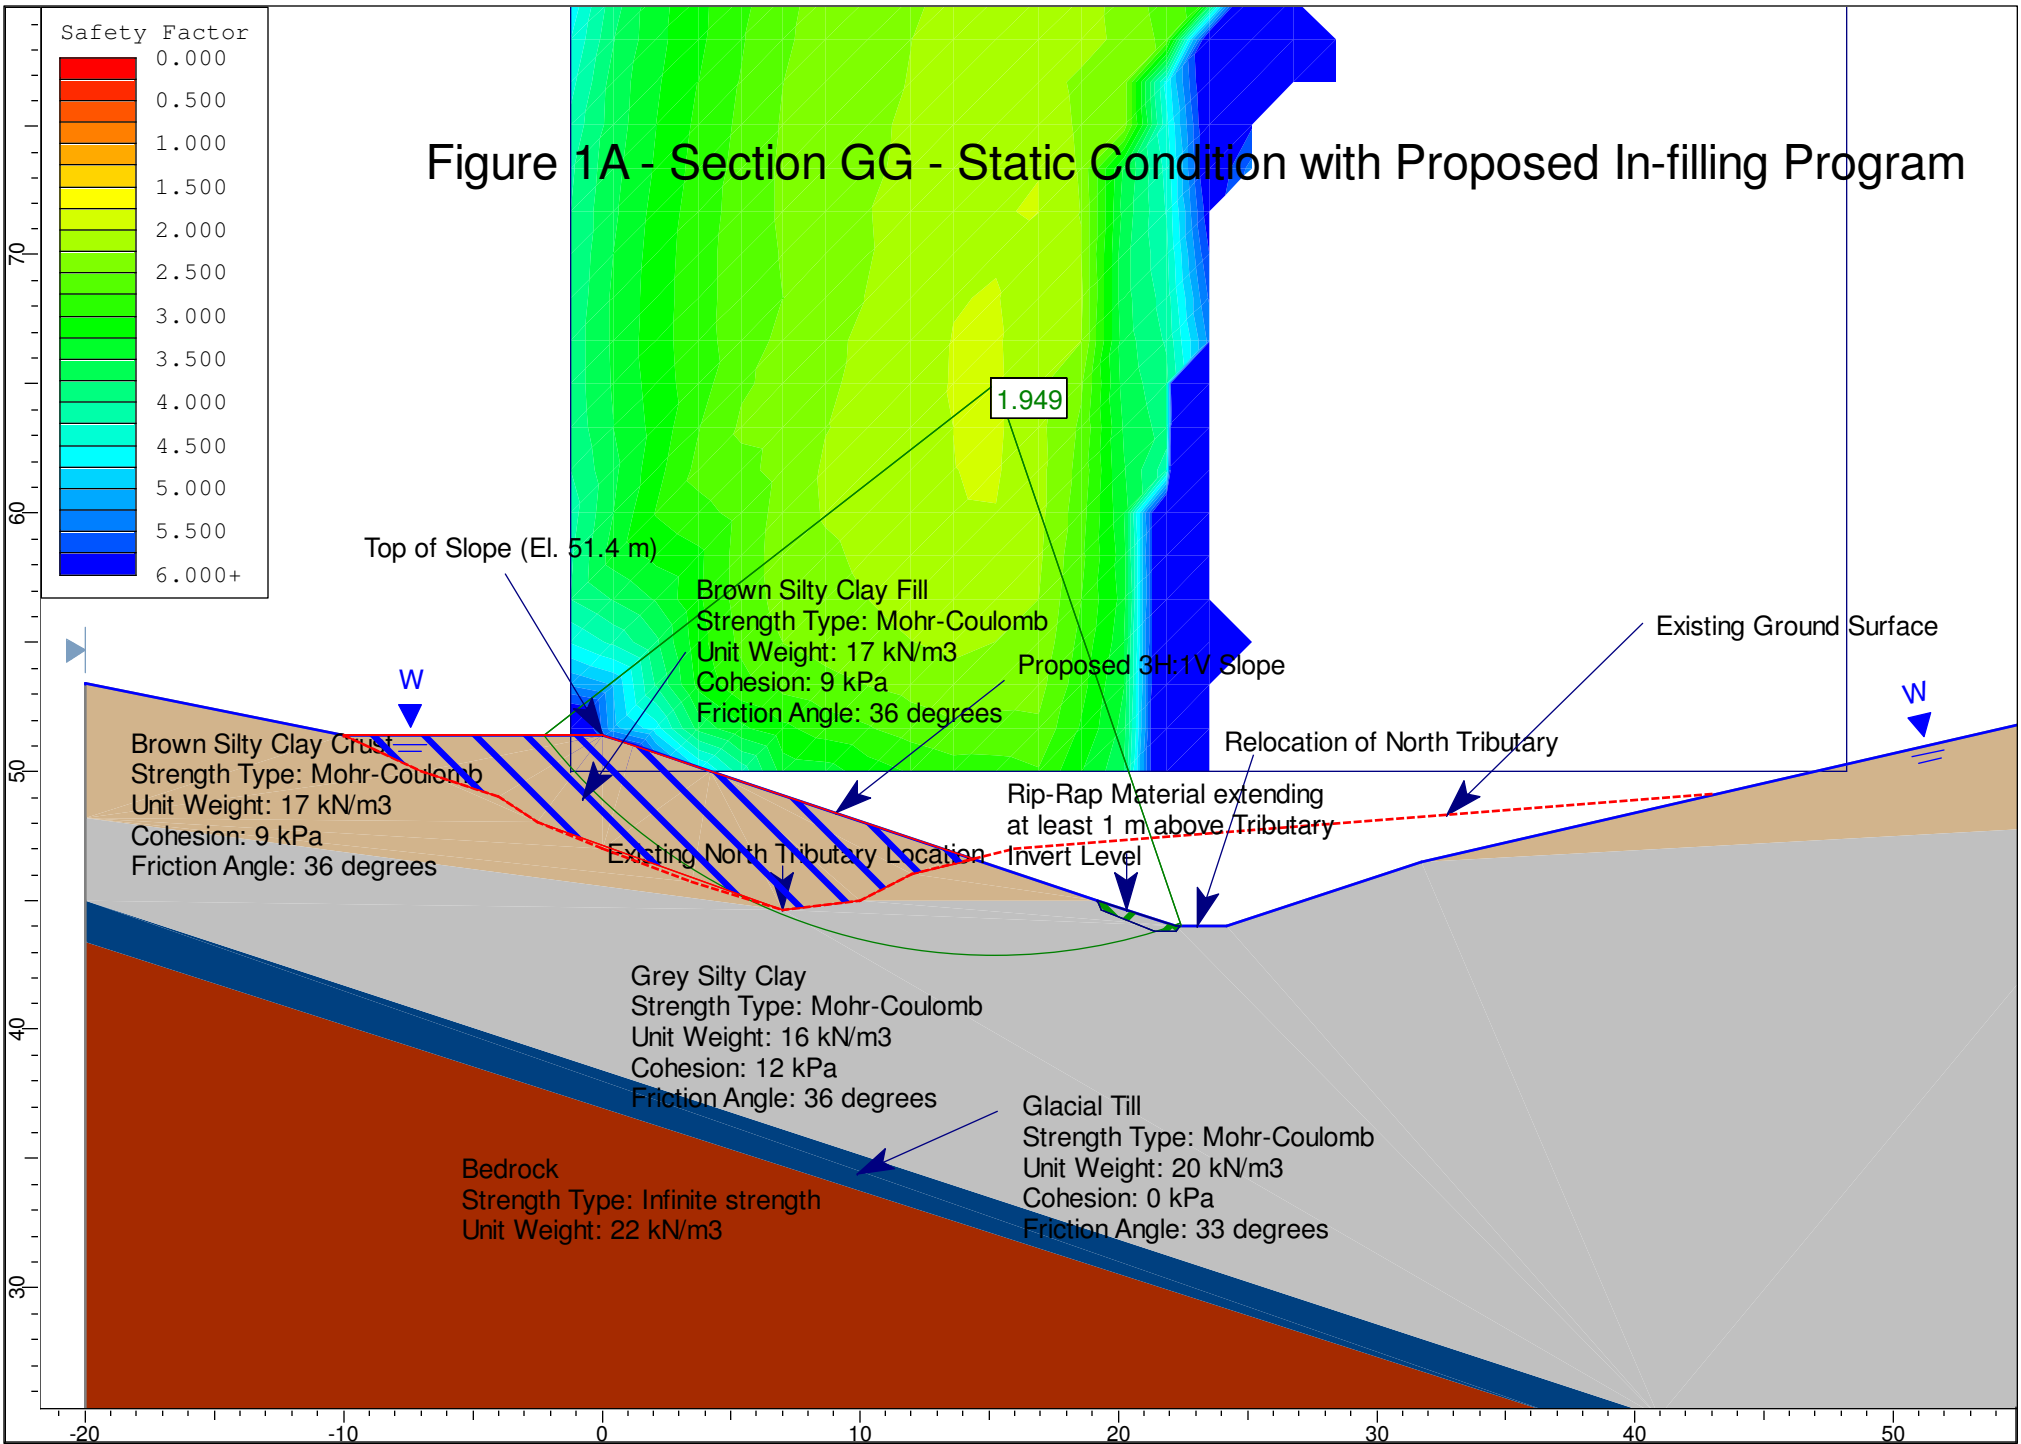 Safety Factor
0.000
0.500
1.000
1.500
2.000
2.500
3.000
3.500
4.000
4.500
5.000
5.500
6.000+
Figure 1A - Section GG - Static Condition with Proposed In-filling Program
1.949
Top of Slope (El. 51.4 m)
Brown Silty Clay Fill
Strength Type: Mohr-Coulomb
Unit Weight: 17 kN/m3
Cohesion: 9 kPa
Friction Angle: 36 degrees
Proposed 3H:1V Slope
Existing Ground Surface
W
W
Brown Silty Clay Crust
Strength Type: Mohr-Coulomb
Unit Weight: 17 kN/m3
Cohesion: 9 kPa
Friction Angle: 36 degrees
Relocation of North Tributary
Rip-Rap Material extending
at least 1 m above Tributary
Invert Level
Existing North Tributary Location
Grey Silty Clay
Strength Type: Mohr-Coulomb
Unit Weight: 16 kN/m3
Cohesion: 12 kPa
Friction Angle: 36 degrees
Glacial Till
Strength Type: Mohr-Coulomb
Unit Weight: 20 kN/m3
Cohesion: 0 kPa
Friction Angle: 33 degrees
Bedrock
Strength Type: Infinite strength
Unit Weight: 22 kN/m3
70
60
50
40
30
-20
-10
0
10
20
30
40
50